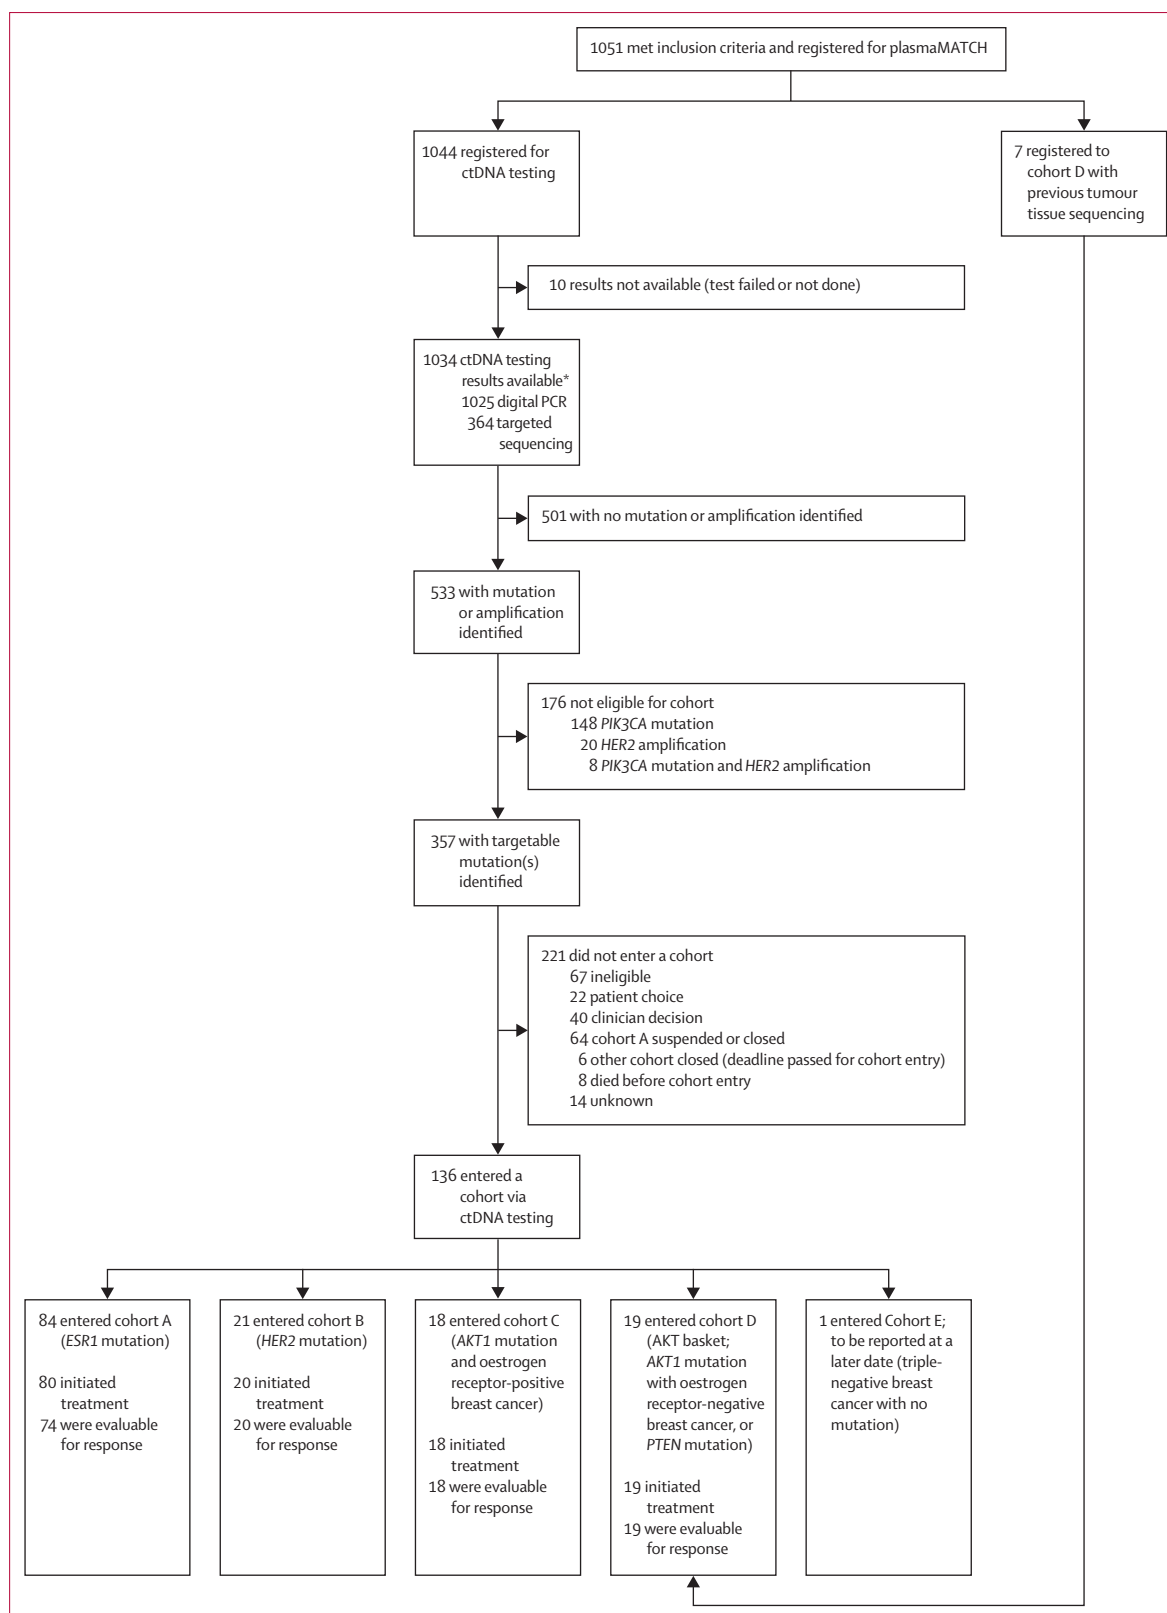 1051 met inclusion criteria and registered for plasmaMATCH
1044 registered for
ctDNA testing
7 registered to
cohort D with
previous tumour
tissue sequencing
10 results not available (test failed or not done)
1034 ctDNA testing
results available*
1025 digital PCR
364 targeted
sequencing
501 with no mutation or amplification identified
533 with mutation
or amplification
identified
176 not eligible for cohort
148 PIK3CA mutation
20 HER2 amplification
8 PIK3CA mutation and HER2 amplification
357 with targetable
mutation(s)
identified
221 did not enter a cohort
67 ineligible
22 patient choice
40 clinician decision
64 cohort A suspended or closed
6 other cohort closed (deadline passed for cohort entry)
8 died before cohort entry
14 unknown
136 entered a
cohort via
ctDNA testing
84 entered cohort A
(ESR1 mutation)
80 initiated
treatment
74 were evaluable
for response
21 entered cohort B
(HER2 mutation)
20 initiated
treatment
20 were evaluable
for response
18 entered cohort C
(AKT1 mutation
and oestrogen
receptor-positive
breast cancer)
18 initiated
treatment
18 were evaluable
for response
19 entered cohort D
(AKT basket;
AKT1 mutation
with oestrogen
receptor-negative
breast cancer, or
PTEN mutation)
19 initiated
treatment
19 were evaluable
for response
1 entered Cohort E;
to be reported at a
later date (triple-
negative breast
cancer with no
mutation)